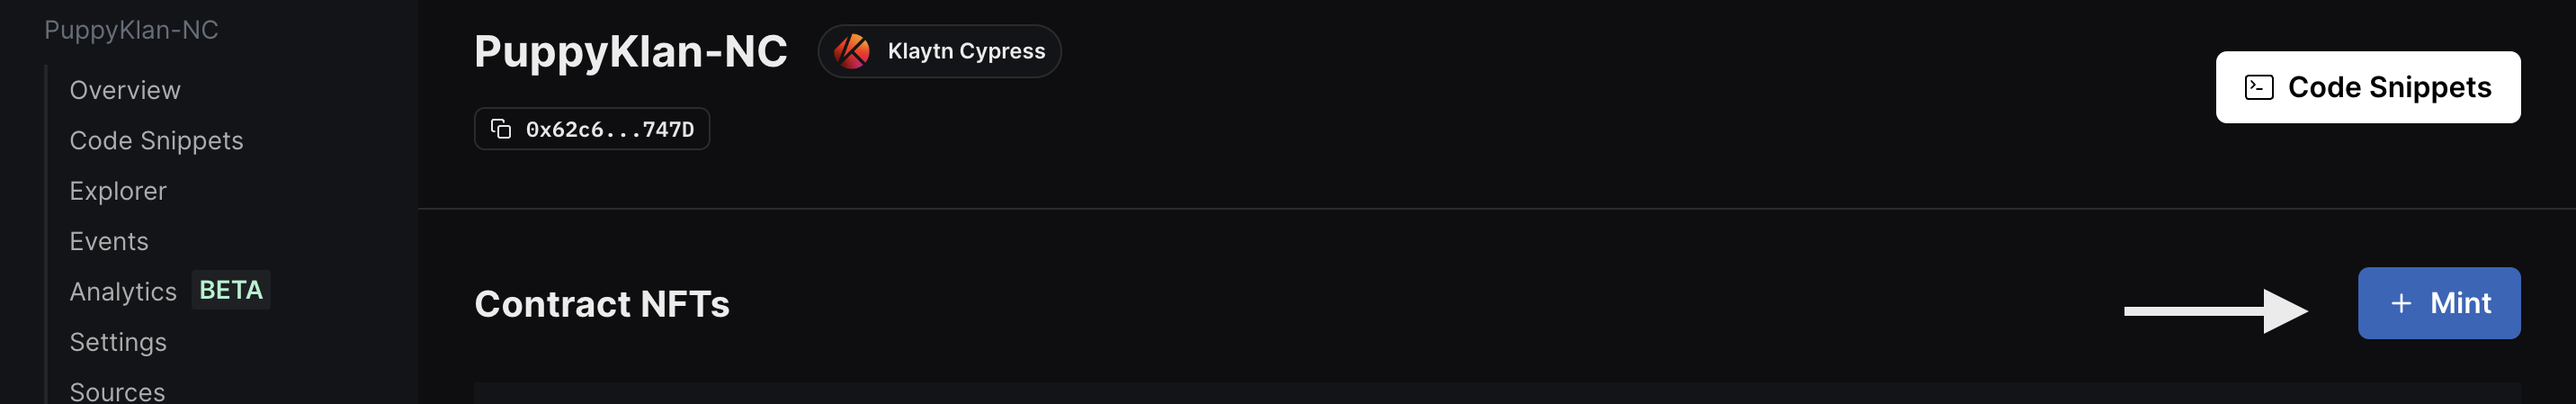 PuppyKlan-NC
Overview
Code Snippets
Explorer
Events
Analytics BETA
Settings
Sources
PuppyKlan-NC Klaytn Cypress
0x62c6...747D
Code Snippets
Contract NFTs
+ Mint